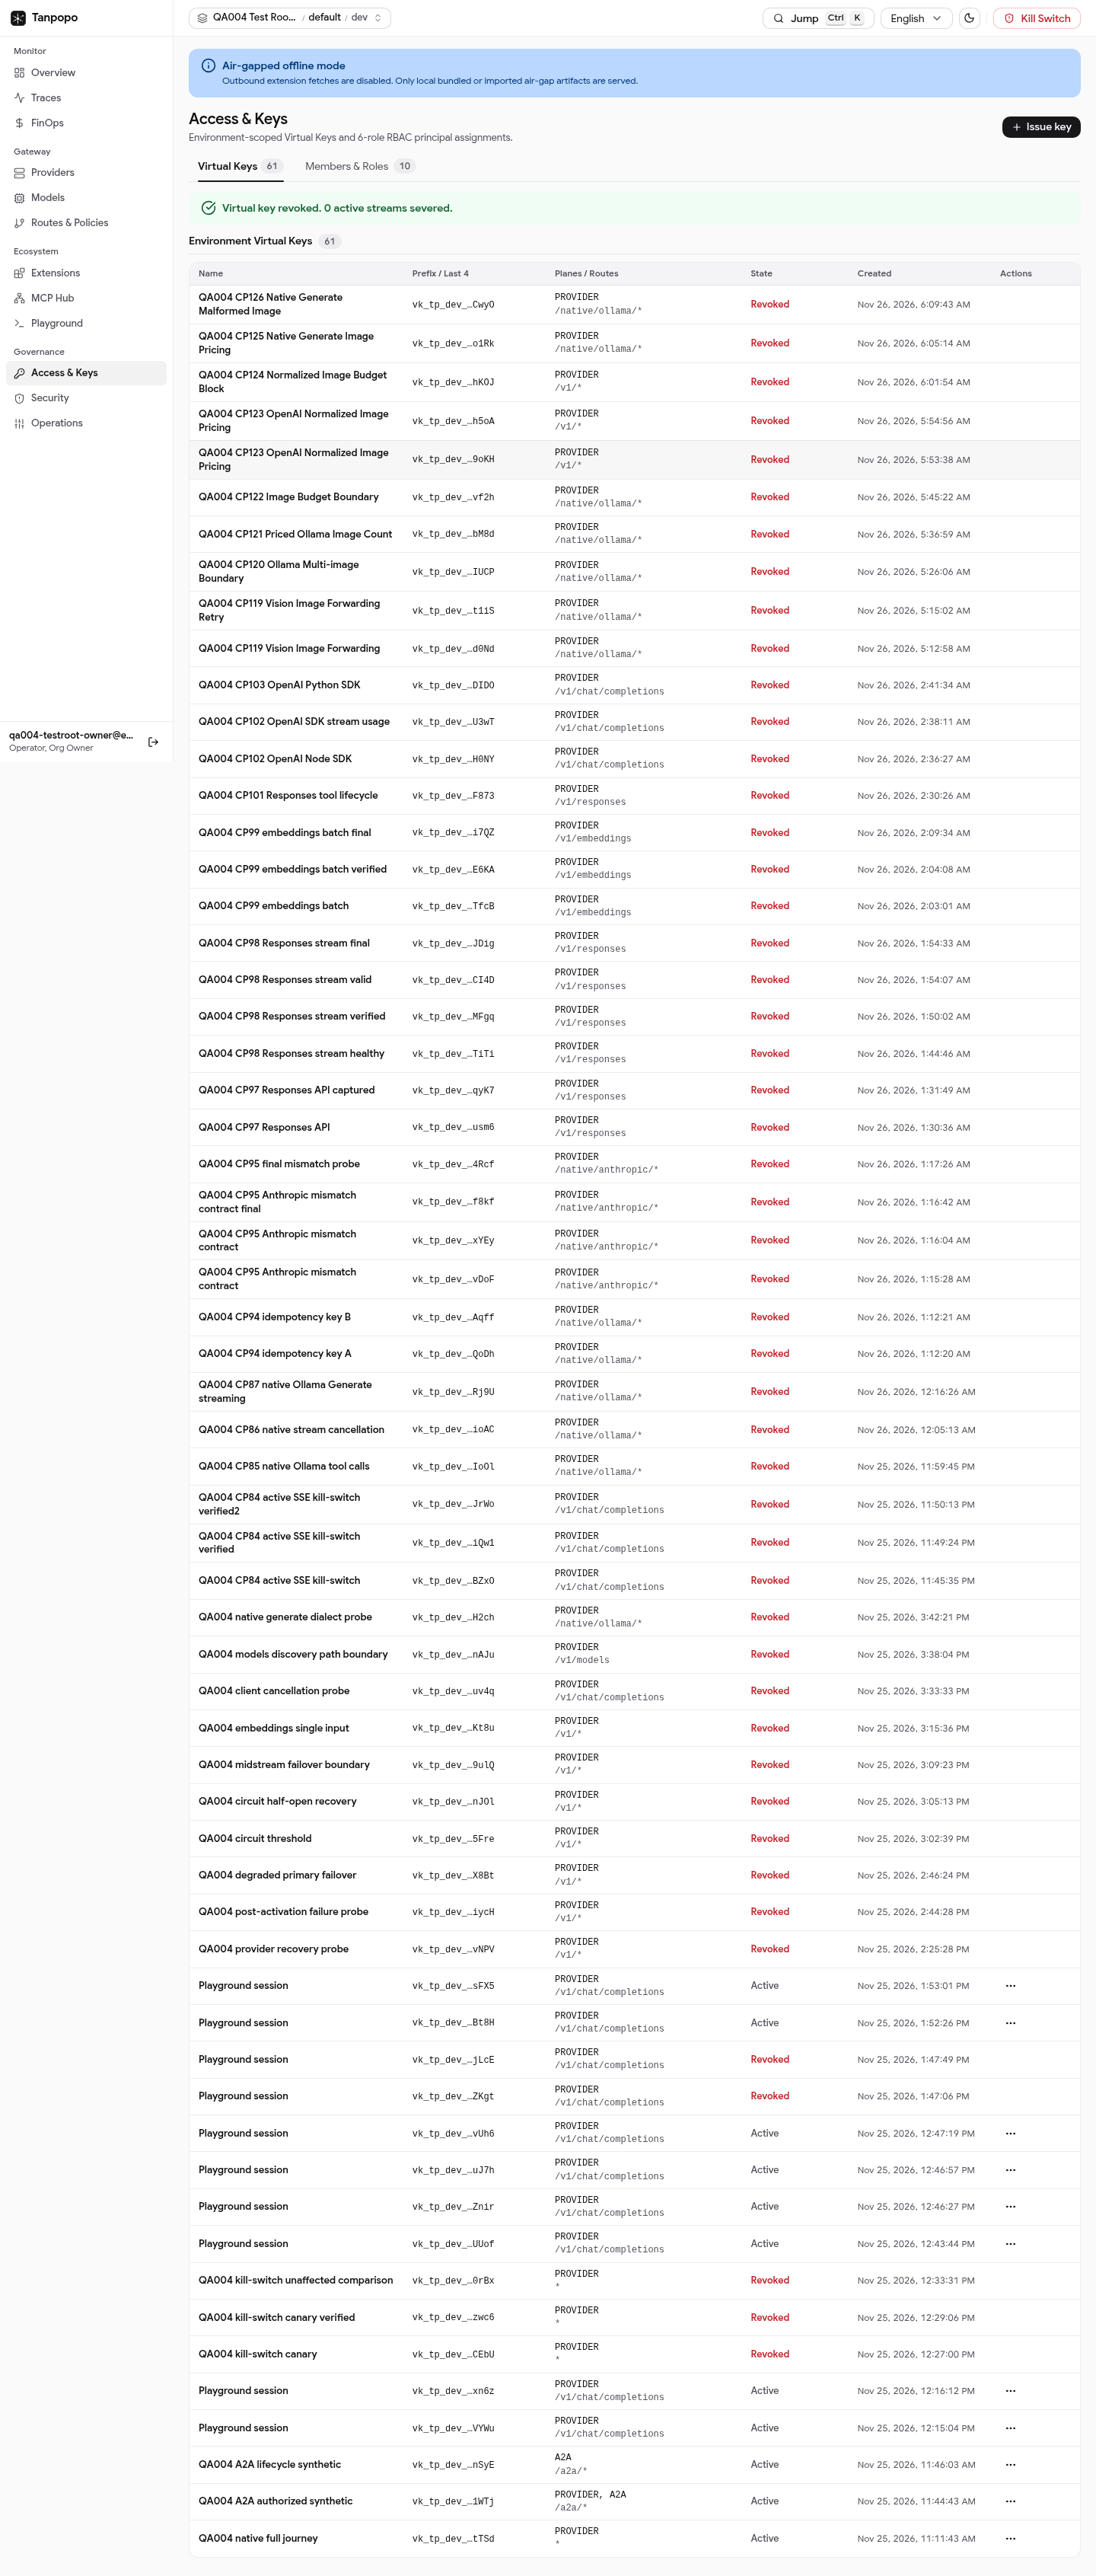 Tanpopo
QA004 Test Roo... / default / dev
Jump Ctrl K
English
Kill Switch
Monitor
Overview
Traces
FinOps
Gateway
Providers
Models
Routes & Policies
Ecosystem
Extensions
MCP Hub
Playground
Governance
Access & Keys
Security
Operations
qa004-testroot-owner@e...
Operator, Org Owner
Air-gapped offline mode
Outbound extension fetches are disabled. Only local bundled or imported air-gap artifacts are served.
Access & Keys
Environment-scoped Virtual Keys and 6-role RBAC principal assignments.
Issue key
Virtual Keys 61 Members & Roles 10
Virtual key revoked. 0 active streams severed.
Environment Virtual Keys 61
Name Prefix / Last 4 Planes / Routes State Created Actions
QA004 CP126 Native Generate Malformed Image vk_tp_dev_…CwyO PROVIDER /native/ollama/* Revoked Nov 26, 2026, 6:09:43 AM
QA004 CP125 Native Generate Image Pricing vk_tp_dev_…o1Rk PROVIDER /native/ollama/* Revoked Nov 26, 2026, 6:05:14 AM
QA004 CP124 Normalized Image Budget Block vk_tp_dev_…hKOJ PROVIDER /v1/* Revoked Nov 26, 2026, 6:01:54 AM
QA004 CP123 OpenAI Normalized Image Pricing vk_tp_dev_…h5oA PROVIDER /v1/* Revoked Nov 26, 2026, 5:54:56 AM
QA004 CP123 OpenAI Normalized Image Pricing vk_tp_dev_…9oKH PROVIDER /v1/* Revoked Nov 26, 2026, 5:53:38 AM
QA004 CP122 Image Budget Boundary vk_tp_dev_…vf2h PROVIDER /native/ollama/* Revoked Nov 26, 2026, 5:45:22 AM
QA004 CP121 Priced Ollama Image Count vk_tp_dev_…bM8d PROVIDER /native/ollama/* Revoked Nov 26, 2026, 5:36:59 AM
QA004 CP120 Ollama Multi-image Boundary vk_tp_dev_…IUCP PROVIDER /native/ollama/* Revoked Nov 26, 2026, 5:26:06 AM
QA004 CP119 Vision Image Forwarding Retry vk_tp_dev_…t1iS PROVIDER /native/ollama/* Revoked Nov 26, 2026, 5:15:02 AM
QA004 CP119 Vision Image Forwarding vk_tp_dev_…d0Nd PROVIDER /native/ollama/* Revoked Nov 26, 2026, 5:12:58 AM
QA004 CP103 OpenAI Python SDK vk_tp_dev_…DIDO PROVIDER /v1/chat/completions Revoked Nov 26, 2026, 2:41:34 AM
QA004 CP102 OpenAI SDK stream usage vk_tp_dev_…U3wT PROVIDER /v1/chat/completions Revoked Nov 26, 2026, 2:38:11 AM
QA004 CP102 OpenAI Node SDK vk_tp_dev_…H0NY PROVIDER /v1/chat/completions Revoked Nov 26, 2026, 2:36:27 AM
QA004 CP101 Responses tool lifecycle vk_tp_dev_…F873 PROVIDER /v1/responses Revoked Nov 26, 2026, 2:30:26 AM
QA004 CP99 embeddings batch final vk_tp_dev_…i7QZ PROVIDER /v1/embeddings Revoked Nov 26, 2026, 2:09:34 AM
QA004 CP99 embeddings batch verified vk_tp_dev_…E6KA PROVIDER /v1/embeddings Revoked Nov 26, 2026, 2:04:08 AM
QA004 CP99 embeddings batch vk_tp_dev_…TfcB PROVIDER /v1/embeddings Revoked Nov 26, 2026, 2:03:01 AM
QA004 CP98 Responses stream final vk_tp_dev_…JDig PROVIDER /v1/responses Revoked Nov 26, 2026, 1:54:33 AM
QA004 CP98 Responses stream valid vk_tp_dev_…CI4D PROVIDER /v1/responses Revoked Nov 26, 2026, 1:54:07 AM
QA004 CP98 Responses stream verified vk_tp_dev_…MFgq PROVIDER /v1/responses Revoked Nov 26, 2026, 1:50:02 AM
QA004 CP98 Responses stream healthy vk_tp_dev_…TiTi PROVIDER /v1/responses Revoked Nov 26, 2026, 1:44:46 AM
QA004 CP97 Responses API captured vk_tp_dev_…qyK7 PROVIDER /v1/responses Revoked Nov 26, 2026, 1:31:49 AM
QA004 CP97 Responses API vk_tp_dev_…usm6 PROVIDER /v1/responses Revoked Nov 26, 2026, 1:30:36 AM
QA004 CP95 final mismatch probe vk_tp_dev_…4Rcf PROVIDER /native/anthropic/* Revoked Nov 26, 2026, 1:17:26 AM
QA004 CP95 Anthropic mismatch contract final vk_tp_dev_…f8kf PROVIDER /native/anthropic/* Revoked Nov 26, 2026, 1:16:42 AM
QA004 CP95 Anthropic mismatch contract vk_tp_dev_…xYEy PROVIDER /native/anthropic/* Revoked Nov 26, 2026, 1:16:04 AM
QA004 CP95 Anthropic mismatch contract vk_tp_dev_…vDoF PROVIDER /native/anthropic/* Revoked Nov 26, 2026, 1:15:28 AM
QA004 CP94 idempotency key B vk_tp_dev_…Aqff PROVIDER /native/ollama/* Revoked Nov 26, 2026, 1:12:21 AM
QA004 CP94 idempotency key A vk_tp_dev_…QoDh PROVIDER /native/ollama/* Revoked Nov 26, 2026, 1:12:20 AM
QA004 CP87 native Ollama Generate streaming vk_tp_dev_…Rj9U PROVIDER /native/ollama/* Revoked Nov 26, 2026, 12:16:26 AM
QA004 CP86 native stream cancellation vk_tp_dev_…ioAC PROVIDER /native/ollama/* Revoked Nov 26, 2026, 12:05:13 AM
QA004 CP85 native Ollama tool calls vk_tp_dev_…IoOl PROVIDER /native/ollama/* Revoked Nov 25, 2026, 11:59:45 PM
QA004 CP84 active SSE kill-switch verified2 vk_tp_dev_…JrWo PROVIDER /v1/chat/completions Revoked Nov 25, 2026, 11:50:13 PM
QA004 CP84 active SSE kill-switch verified vk_tp_dev_…iQw1 PROVIDER /v1/chat/completions Revoked Nov 25, 2026, 11:49:24 PM
QA004 CP84 active SSE kill-switch vk_tp_dev_…BZxO PROVIDER /v1/chat/completions Revoked Nov 25, 2026, 11:45:35 PM
QA004 native generate dialect probe vk_tp_dev_…H2ch PROVIDER /native/ollama/* Revoked Nov 25, 2026, 3:42:21 PM
QA004 models discovery path boundary vk_tp_dev_…nAJu PROVIDER /v1/models Revoked Nov 25, 2026, 3:38:04 PM
QA004 client cancellation probe vk_tp_dev_…uv4q PROVIDER /v1/chat/completions Revoked Nov 25, 2026, 3:33:33 PM
QA004 embeddings single input vk_tp_dev_…Kt8u PROVIDER /v1/* Revoked Nov 25, 2026, 3:15:36 PM
QA004 midstream failover boundary vk_tp_dev_…9ulQ PROVIDER /v1/* Revoked Nov 25, 2026, 3:09:23 PM
QA004 circuit half-open recovery vk_tp_dev_…nJOl PROVIDER /v1/* Revoked Nov 25, 2026, 3:05:13 PM
QA004 circuit threshold vk_tp_dev_…5Fre PROVIDER /v1/* Revoked Nov 25, 2026, 3:02:39 PM
QA004 degraded primary failover vk_tp_dev_…X8Bt PROVIDER /v1/* Revoked Nov 25, 2026, 2:46:24 PM
QA004 post-activation failure probe vk_tp_dev_…iycH PROVIDER /v1/* Revoked Nov 25, 2026, 2:44:28 PM
QA004 provider recovery probe vk_tp_dev_…vNPV PROVIDER /v1/* Revoked Nov 25, 2026, 2:25:28 PM
Playground session vk_tp_dev_…sFX5 PROVIDER /v1/chat/completions Active Nov 25, 2026, 1:53:01 PM ...
Playground session vk_tp_dev_…Bt8H PROVIDER /v1/chat/completions Active Nov 25, 2026, 1:52:26 PM ...
Playground session vk_tp_dev_…jLcE PROVIDER /v1/chat/completions Revoked Nov 25, 2026, 1:47:49 PM
Playground session vk_tp_dev_…ZKgt PROVIDER /v1/chat/completions Revoked Nov 25, 2026, 1:47:06 PM
Playground session vk_tp_dev_…vUh6 PROVIDER /v1/chat/completions Active Nov 25, 2026, 12:47:19 PM ...
Playground session vk_tp_dev_…uJ7h PROVIDER /v1/chat/completions Active Nov 25, 2026, 12:46:57 PM ...
Playground session vk_tp_dev_…Znir PROVIDER /v1/chat/completions Active Nov 25, 2026, 12:46:27 PM ...
Playground session vk_tp_dev_…UUof PROVIDER /v1/chat/completions Active Nov 25, 2026, 12:43:44 PM ...
QA004 kill-switch unaffected comparison vk_tp_dev_…0rBx PROVIDER * Revoked Nov 25, 2026, 12:33:31 PM
QA004 kill-switch canary verified vk_tp_dev_…zwc6 PROVIDER * Revoked Nov 25, 2026, 12:29:06 PM
QA004 kill-switch canary vk_tp_dev_…CEbU PROVIDER * Revoked Nov 25, 2026, 12:27:00 PM
Playground session vk_tp_dev_…xn6z PROVIDER /v1/chat/completions Active Nov 25, 2026, 12:16:12 PM ...
Playground session vk_tp_dev_…VYWu PROVIDER /v1/chat/completions Active Nov 25, 2026, 12:15:04 PM ...
QA004 A2A lifecycle synthetic vk_tp_dev_…nSyE A2A /a2a/* Active Nov 25, 2026, 11:46:03 AM ...
QA004 A2A authorized synthetic vk_tp_dev_…1WTj PROVIDER, A2A /a2a/* Active Nov 25, 2026, 11:44:43 AM ...
QA004 native full journey vk_tp_dev_…tTSd PROVIDER * Active Nov 25, 2026, 11:11:43 AM ...